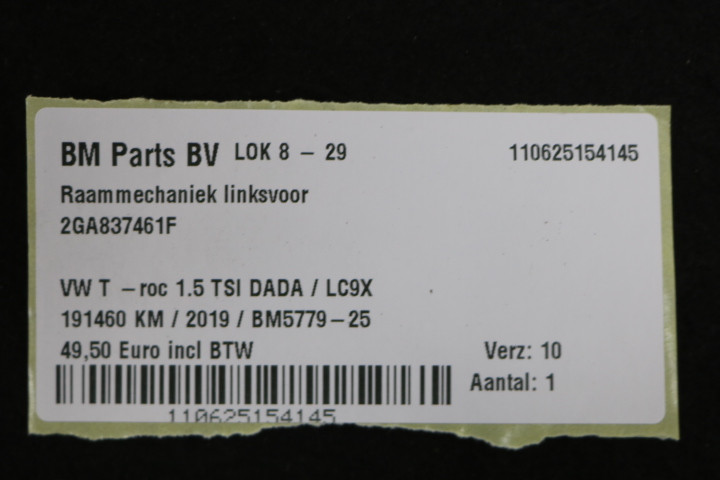 BM Parts BV LOK 8 - 29 110625154145
Raammechaniek linksvoor
2GA837461F
VW T -roc 1.5 TSI DADA / LC9X
191460 KM / 2019 / BM5779-25
49,50 Euro incl BTW Verz: 10
Aantal: 1
110625154145